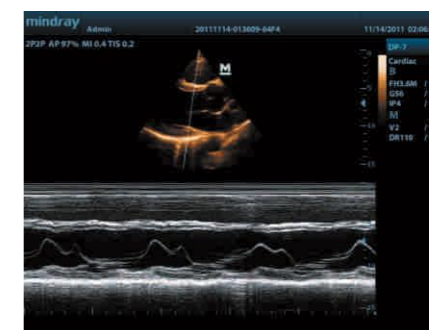 mindray
Admin
20111114-013609-64F4
11/14/2011 02:06
2P2P AP 97% MI 0.4 TIS 0.2
M
DP-7
Cardiac
B
FH3.6M /
G56 /
IP4 /
M
V2 /
DR110 /